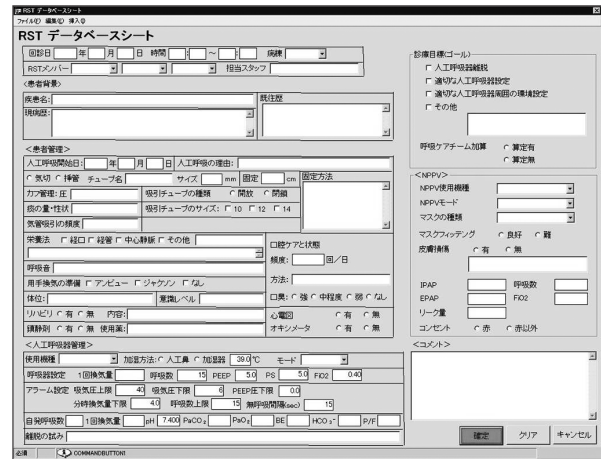 RST データベースシート
ファイル(F) 編集(E) 挿入(I)
RST データベースシート
回診日 年 月 日 時間 : ～ : 病棟
RSTメンバー 担当スタッフ
<患者背景>
疾患名:
現病歴:
既往歴
<患者管理>
人工呼吸開始日: 年 月 日 人工呼吸の理由:
気切 挿管 チューブ名 サイズ mm 固定 cm 固定方法
カフ管理:圧 吸引チューブの種類 開放 閉鎖
痰の量・性状 吸引チューブのサイズ: 10 12 14
気管吸引の頻度
栄養法 経口 経管 中心静脈 その他
口腔ケアと状態
頻度: 回/日
呼吸音
用手換気の準備 アンビュー ジャクソン なし
方法:
体位: 意識レベル
口臭: 強 中程度 弱 なし
リハビリ 有 無 内容:
心電図 有 無
鎮静剤 有 無 使用薬:
オキシメータ 有 無
<人工呼吸器管理>
使用機種 加湿方法: 人工鼻 加湿器 39.0 ℃ モード
呼吸器設定 1回換気量 呼吸数 15 PEEP 5.0 PS 5.0 FiO2 0.40
アラーム設定 吸気圧上限 40 吸気圧下限 6 PEEP圧下限 0.0
分時換気量下限 4.0 呼吸数上限 15 無呼吸間隔(sec) 15
自発呼吸数 1回換気量 pH 7.400 PaCO2 PaO2 BE HCO3- P/F
離脱の試み
診療目標(ゴール)
人工呼吸器離脱
適切な人工呼吸器設定
適切な人工呼吸器周囲の環境設定
その他
呼吸ケアチーム加算 算定有
算定無
<NPPV>
NPPV使用機種
NPPVモード
マスクの種類
マスクフィッティング 良好 難
皮膚損傷 有 無
IPAP 呼吸数
EPAP FiO2
リーク量
コンセント 赤 赤以外
<コメント>
確定 クリア キャンセル
必須 COMMANDBUTTON1